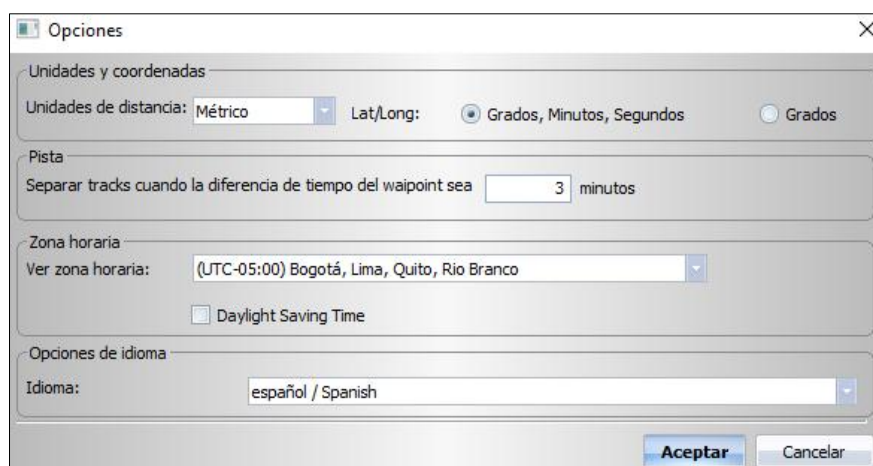 Opciones
Unidades y coordenadas
Unidades de distancia: Métrico Lat/Long: Grados, Minutos, Segundos Grados
Pista
Separar tracks cuando la diferencia de tiempo del waipoint sea 3 minutos
Zona horaria
Ver zona horaria: (UTC-05:00) Bogotá, Lima, Quito, Rio Branco
Daylight Saving Time
Opciones de idioma
Idioma: español / Spanish
Aceptar Cancelar